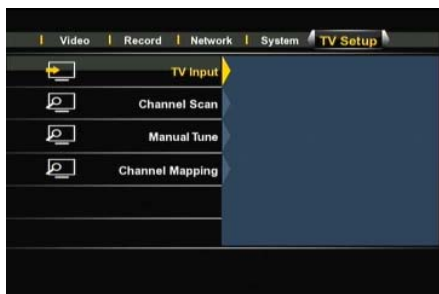 Video Record Network System TV Setup
TV Input
Channel Scan
Manual Tune
Channel Mapping